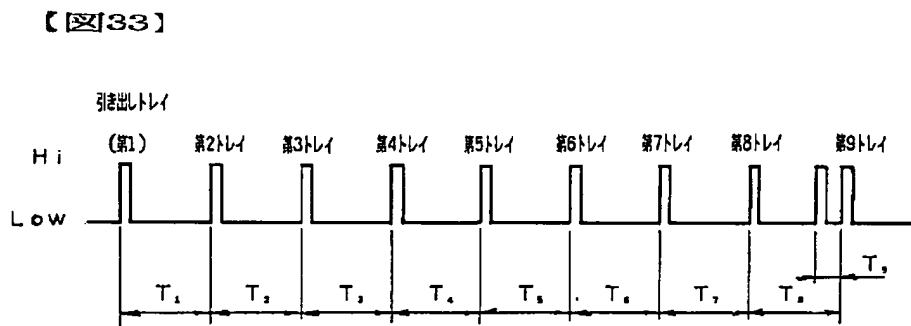 【図33】
引き出しトレイ
(第1) 第2トレイ 第3トレイ 第4トレイ 第5トレイ 第6トレイ 第7トレイ 第8トレイ 第9トレイ
Hi
Low
T₉
T₁ T₂ T₃ T₄ T₅ T₆ T₇ T₈